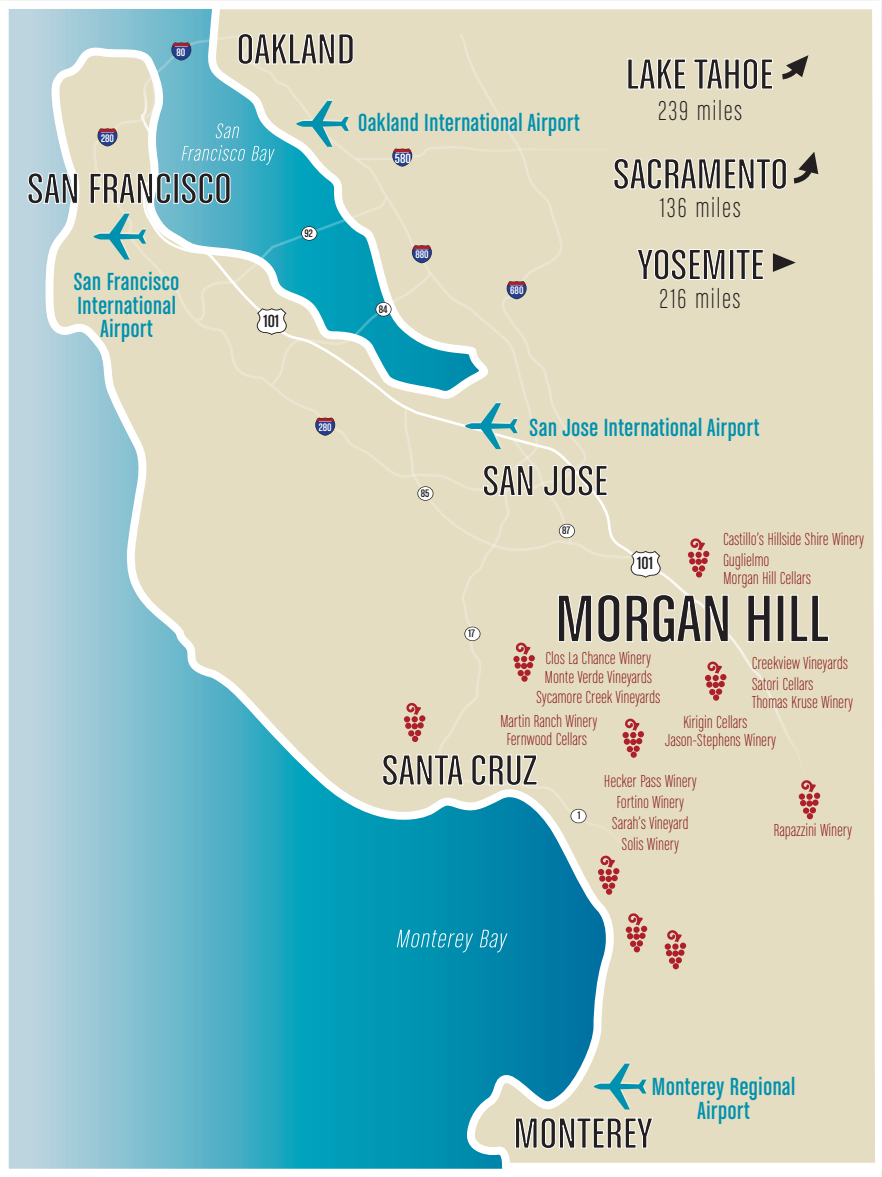 80
OAKLAND
LAKE TAHOE
239 miles
Oakland International Airport
280
San
Francisco Bay
580
SAN FRANCISCO
SACRAMENTO
136 miles
92
880
YOSEMITE
216 miles
San Francisco
International
Airport
680
84
101
280
San Jose International Airport
SAN JOSE
85
87
101
Castillo's Hillside Shire Winery
Guglielmo
Morgan Hill Cellars
MORGAN HILL
17
Clos La Chance Winery
Monte Verde Vineyards
Sycamore Creek Vineyards
Creekview Vineyards
Satori Cellars
Thomas Kruse Winery
Martin Ranch Winery
Fernwood Cellars
Kirigin Cellars
Jason-Stephens Winery
SANTA CRUZ
Hecker Pass Winery
Fortino Winery
Sarah's Vineyard
Solis Winery
1
Rapazzini Winery
Monterey Bay
Monterey Regional
Airport
MONTEREY